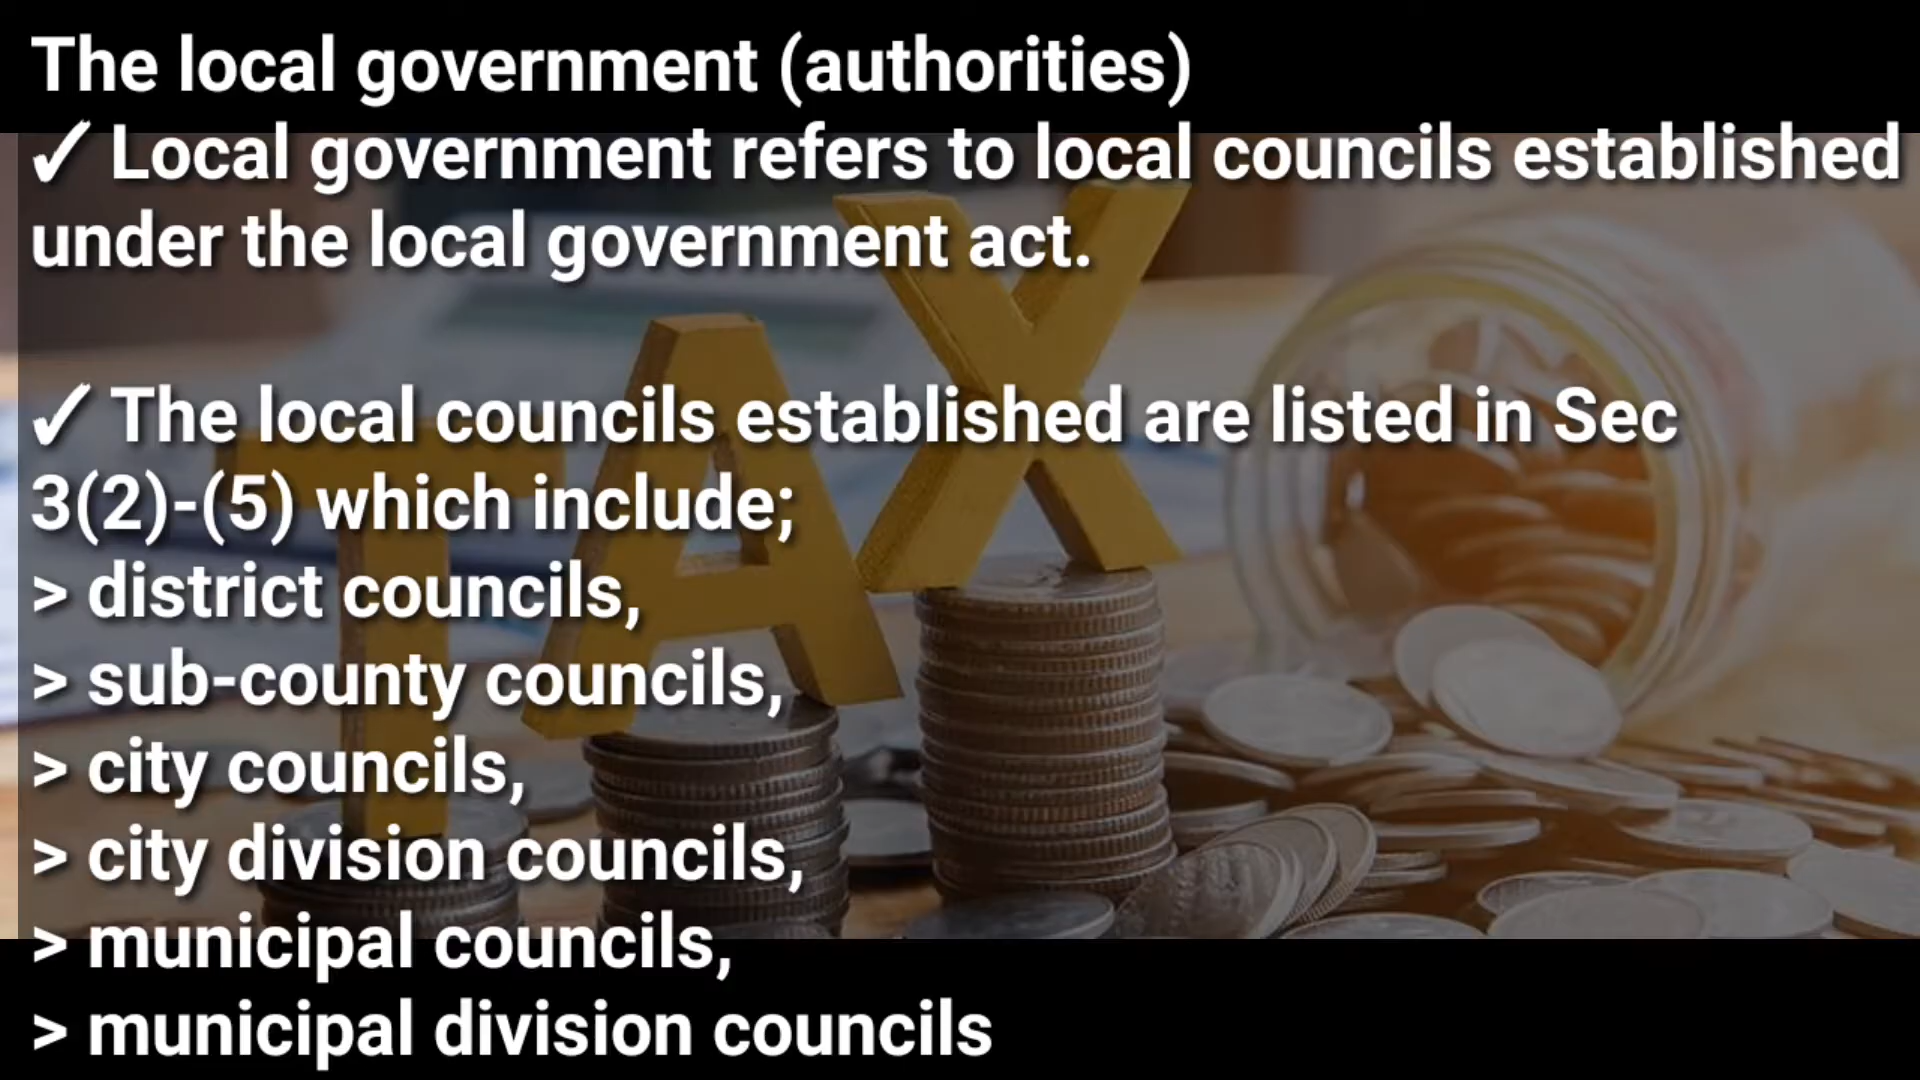 The local government (authorities)
✓ Local government refers to local councils established
under the local government act.
✓ The local councils established are listed in Sec
3(2)-(5) which include;
> district councils,
> sub-county councils,
> city councils,
> city division councils,
> municipal councils,
> municipal division councils
TAX